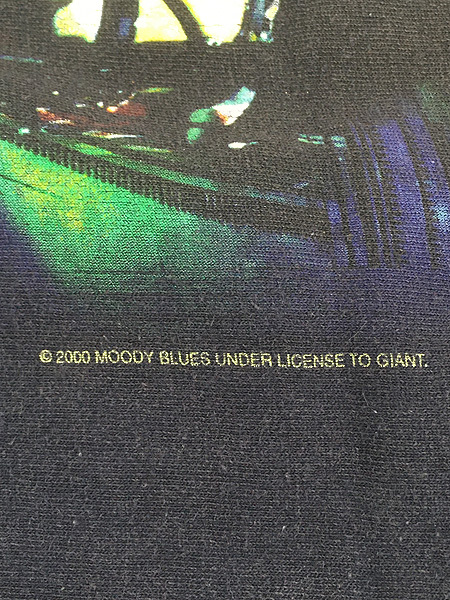 © 2000 MOODY BLUES UNDER LICENSE TO GIANT.